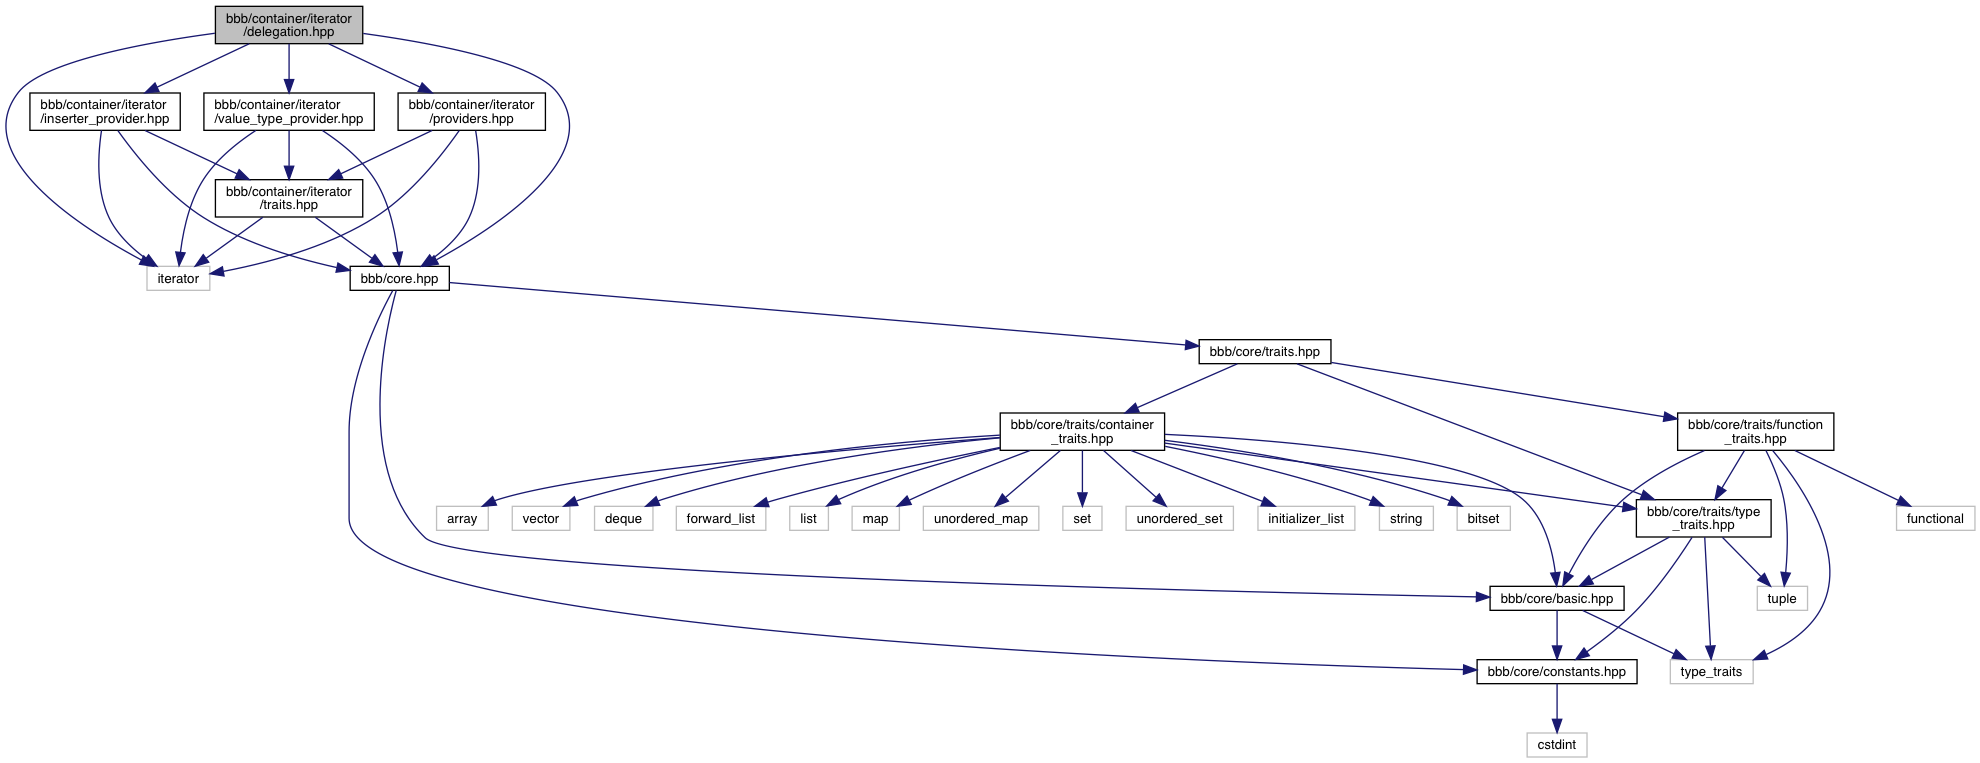 bbb/container/iterator
/delegation.hpp
bbb/container/iterator
/inserter_provider.hpp
bbb/container/iterator
/value_type_provider.hpp
bbb/container/iterator
/providers.hpp
bbb/container/iterator
/traits.hpp
iterator
bbb/core.hpp
bbb/core/traits.hpp
bbb/core/traits/container
_traits.hpp
bbb/core/traits/function
_traits.hpp
array
vector
deque
forward_list
list
map
unordered_map
set
unordered_set
initializer_list
string
bitset
bbb/core/traits/type
_traits.hpp
functional
bbb/core/basic.hpp
tuple
bbb/core/constants.hpp
type_traits
cstdint